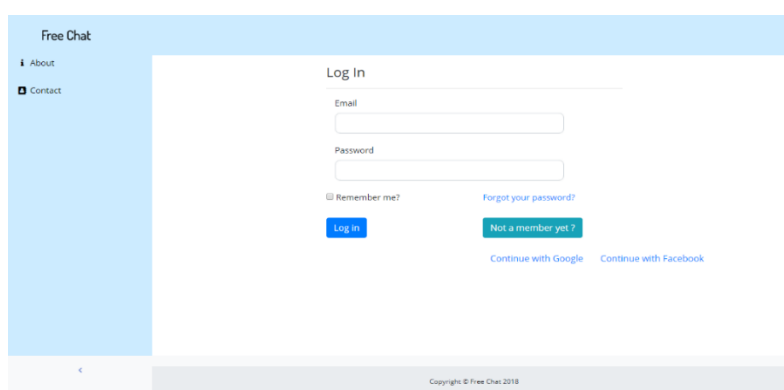 Free Chat
About
Contact
Log In
Email
Password
Remember me?
Forgot your password?
Log in
Not a member yet ?
Continue with Google
Continue with Facebook
Copyright © Free Chat 2018